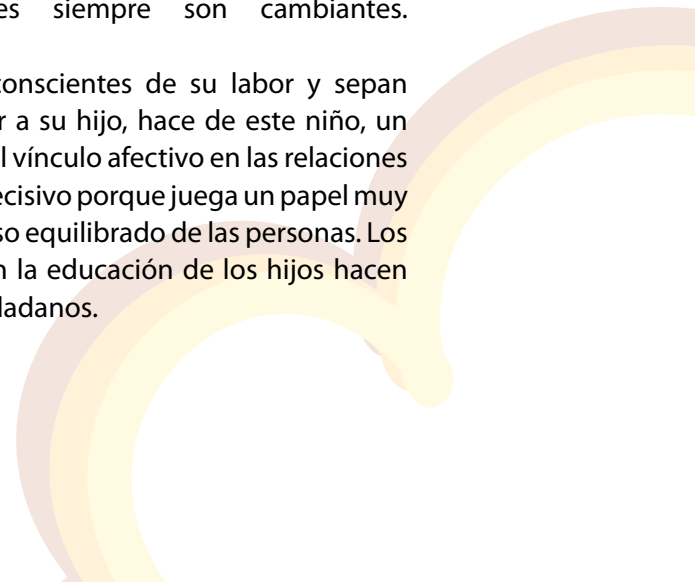 es siempre son cambiantes.
conscientes de su labor y sepan
r a su hijo, hace de este niño, un
l vínculo afectivo en las relaciones
ecisivo porque juega un papel muy
so equilibrado de las personas. Los
n la educación de los hijos hacen
dadanos.